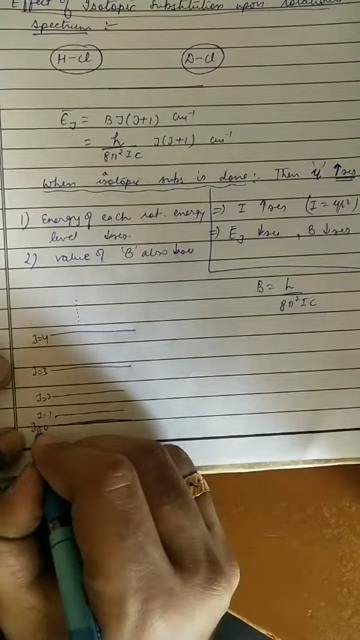 Effect of Isotopic Substitution upon rotational
Spectrum :-
H-Cl D-Cl
E̅J = BJ(J+1) cm⁻¹
= h/8π²IC J(J+1) cm⁻¹
When a isotopic subs is done :- Then 'μ' ↑ses
1) Energy of each rot. energy level ↓ses.
⇒ I ↑ses (I = μr²)
⇒ EJ ↓ses , B ↓ses
2) value of 'B' also ↓ses
B = h/8π²IC
J=4
J=3
J=2
J=1
J=0